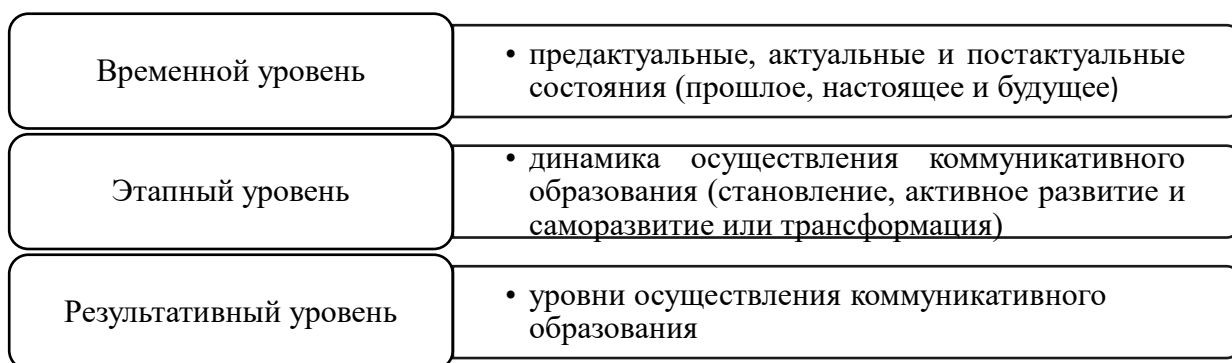 Временной уровень
• предактуальные, актуальные и постактуальные
состояния (прошлое, настоящее и будущее)
Этапный уровень
• динамика осуществления коммуникативного
образования (становление, активное развитие и
саморазвитие или трансформация)
Результативный уровень
• уровни осуществления коммуникативного
образования